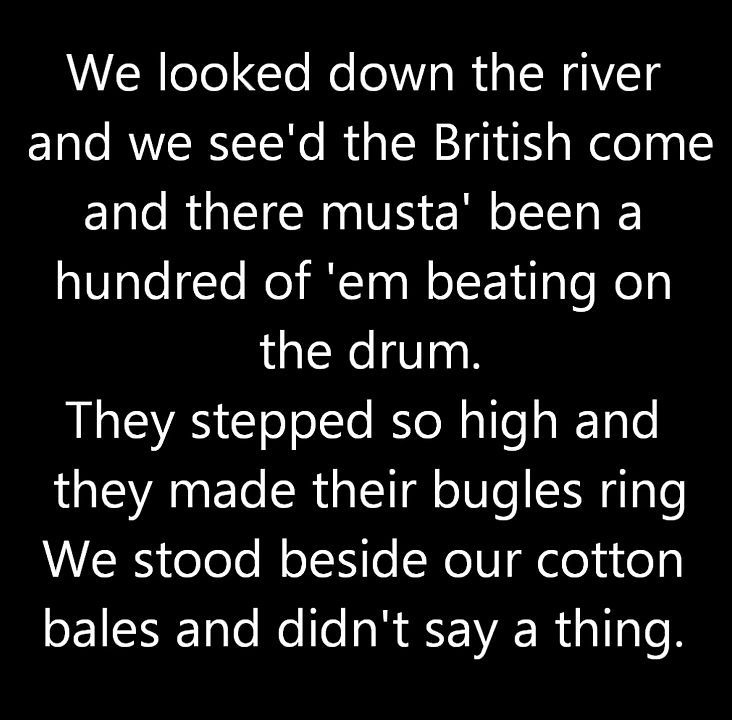 We looked down the river
and we see'd the British come
and there musta' been a
hundred of 'em beating on
the drum.
They stepped so high and
they made their bugles ring
We stood beside our cotton
bales and didn't say a thing.